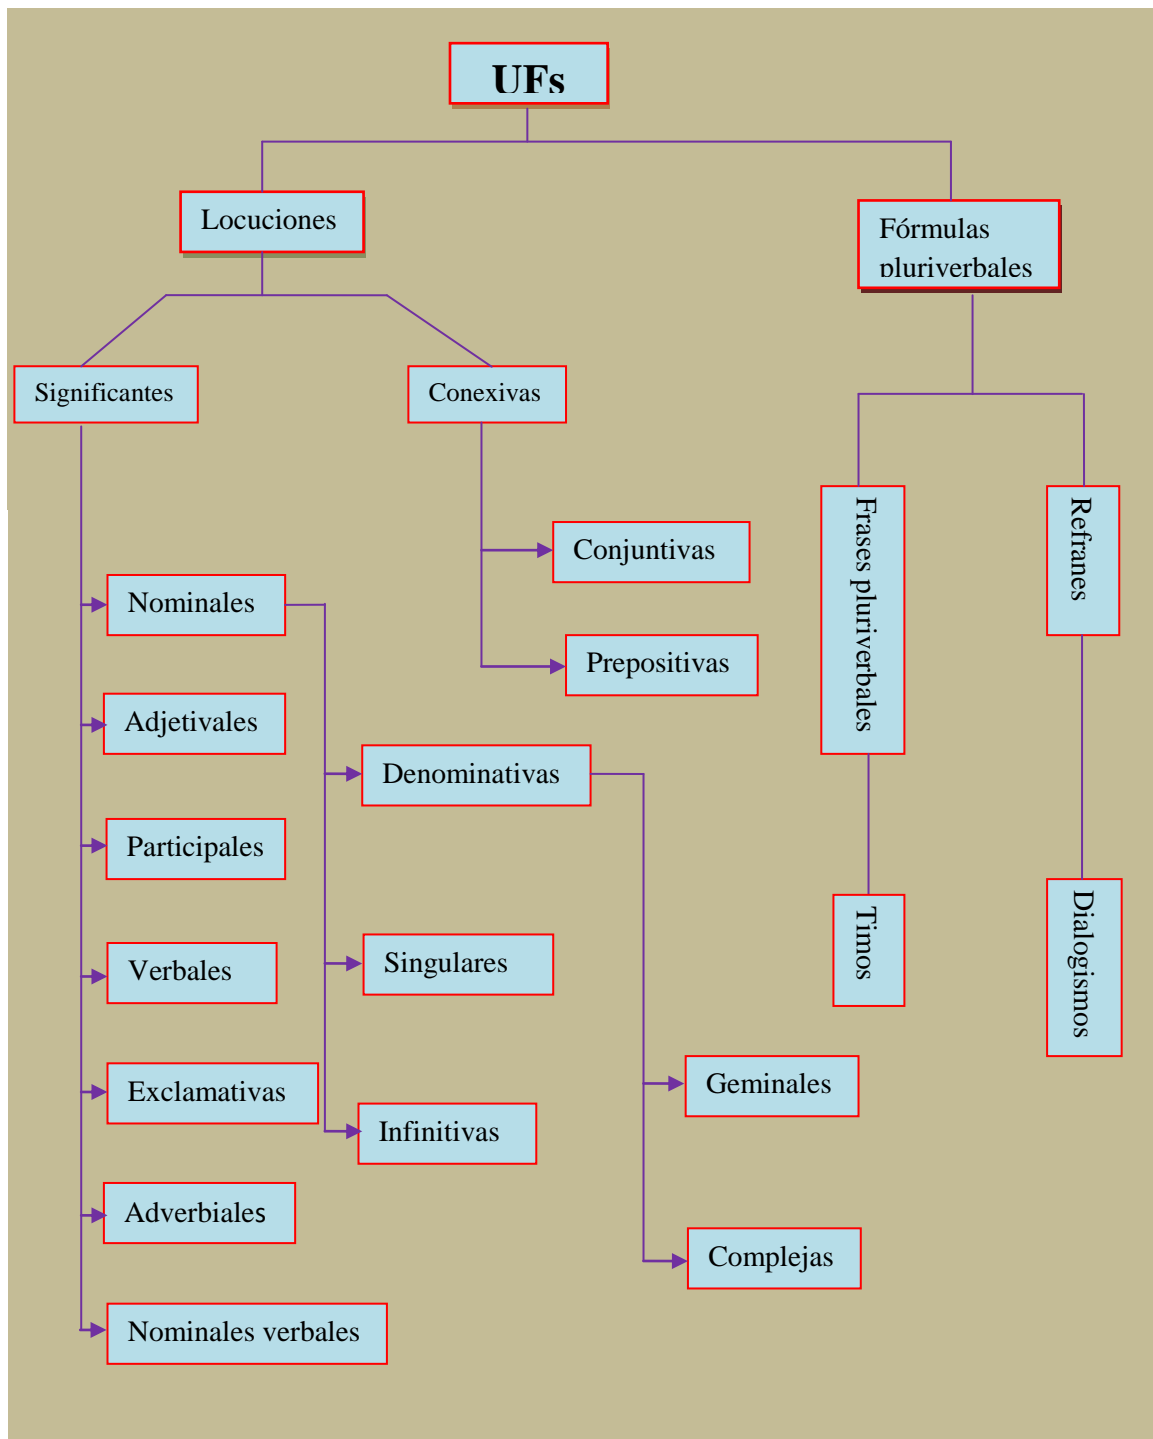 UFs
Locuciones
Fórmulas
pluriverbales
Significantes
Conexivas
Frases pluriverbales
Refranes
Conjuntivas
Nominales
Prepositivas
Adjetivales
Denominativas
Participales
Timos
Dialogismos
Verbales
Singulares
Exclamativas
Geminales
Infinitivas
Adverbiales
Complejas
Nominales verbales